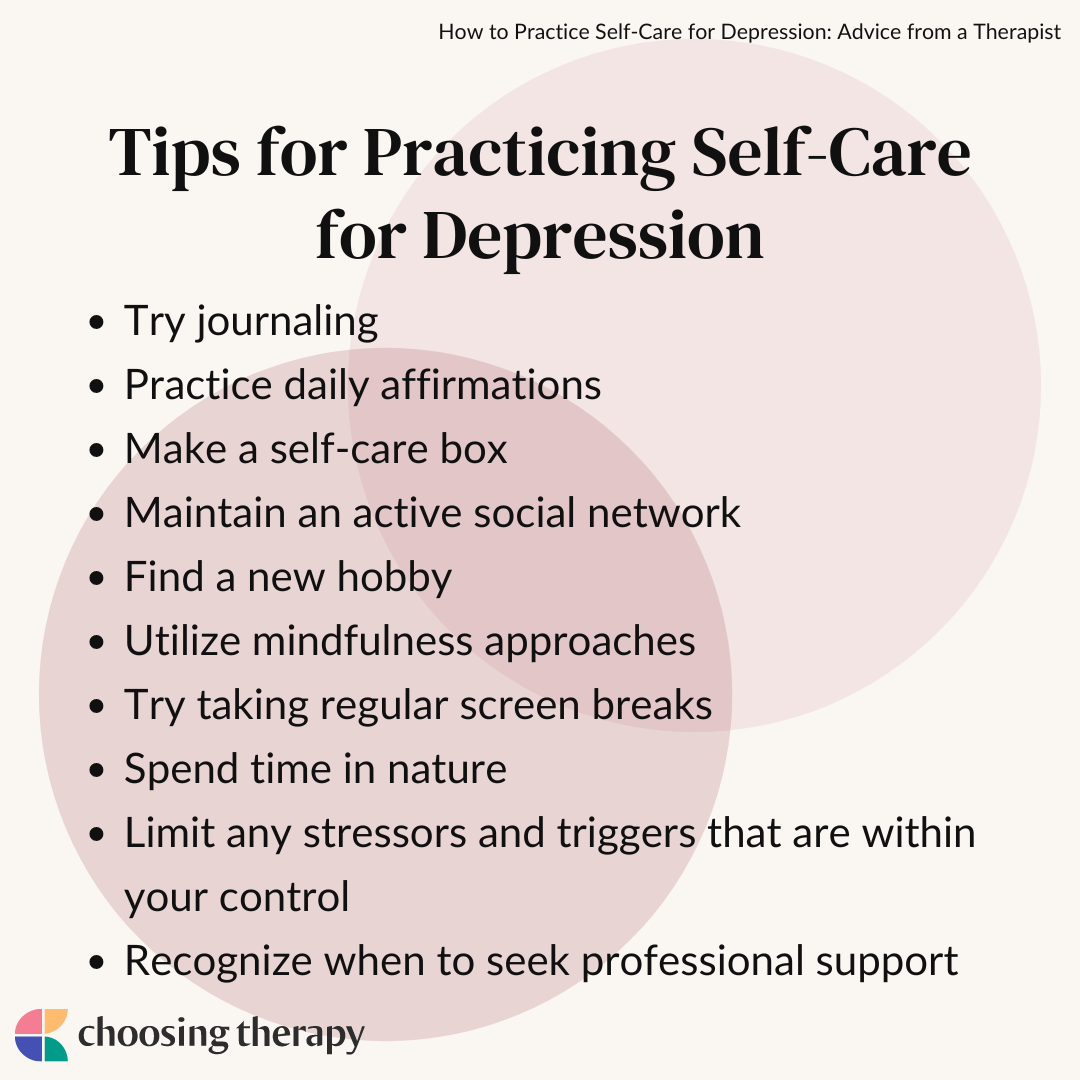 How to Practice Self-Care for Depression: Advice from a Therapist
Tips for Practicing Self-Care
for Depression
• Try journaling
• Practice daily affirmations
• Make a self-care box
• Maintain an active social network
• Find a new hobby
• Utilize mindfulness approaches
• Try taking regular screen breaks
• Spend time in nature
• Limit any stressors and triggers that are within
your control
• Recognize when to seek professional support
choosing therapy